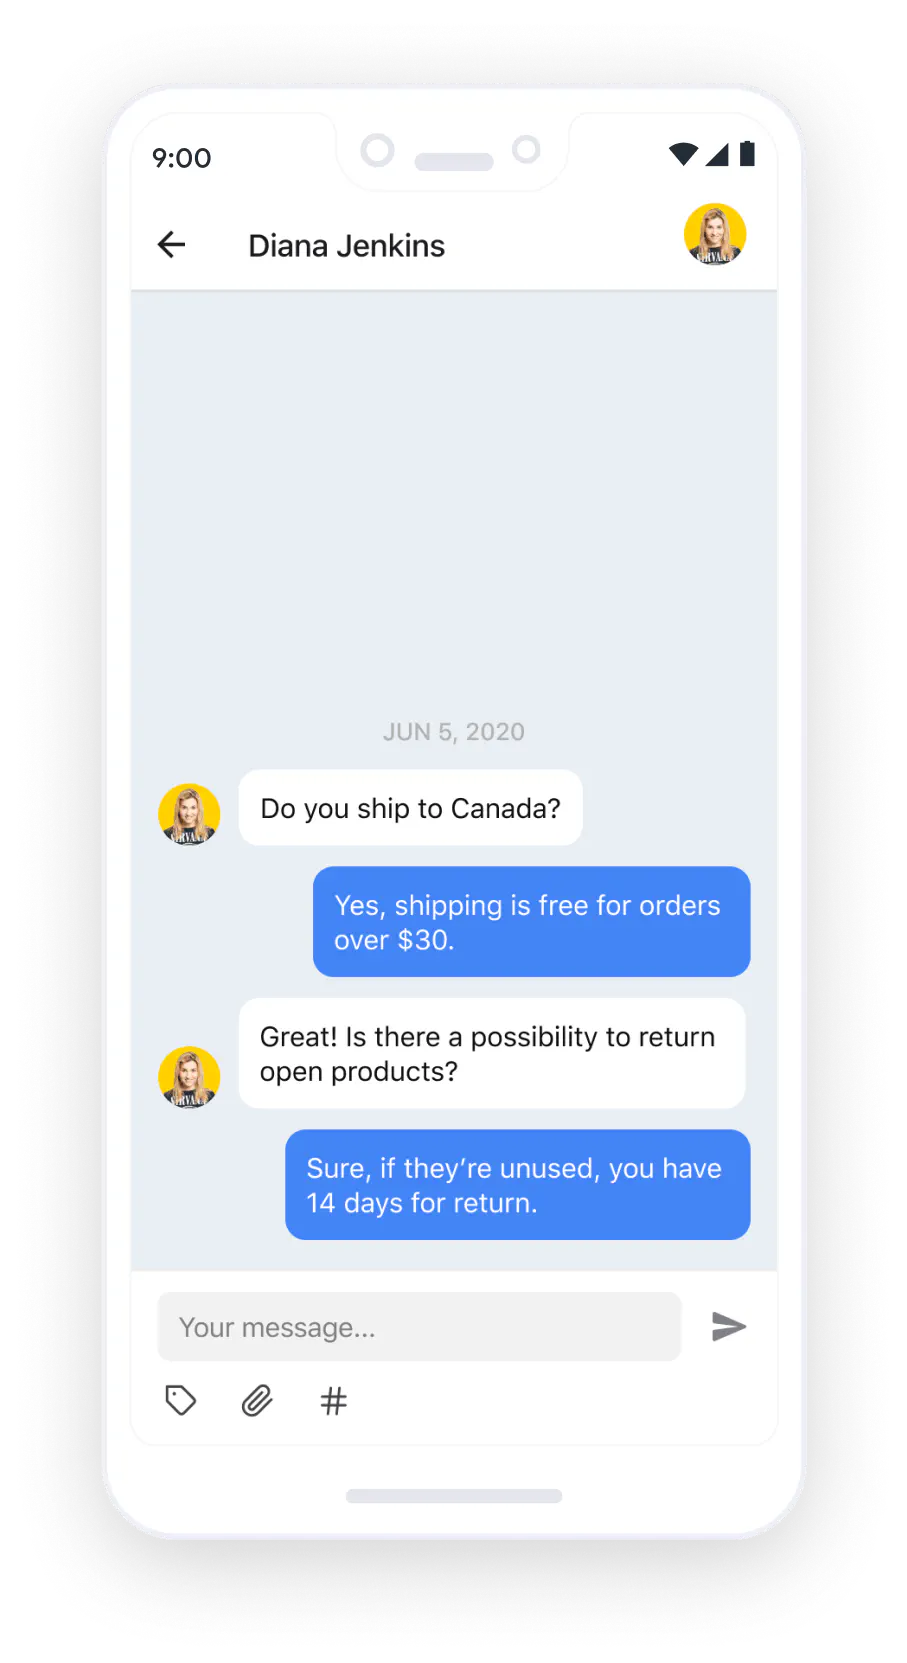 9:00
Diana Jenkins
JUN 5, 2020
Do you ship to Canada?
Yes, shipping is free for orders
over $30.
Great! Is there a possibility to return
open products?
Sure, if they’re unused, you have
14 days for return.
Your message...
#